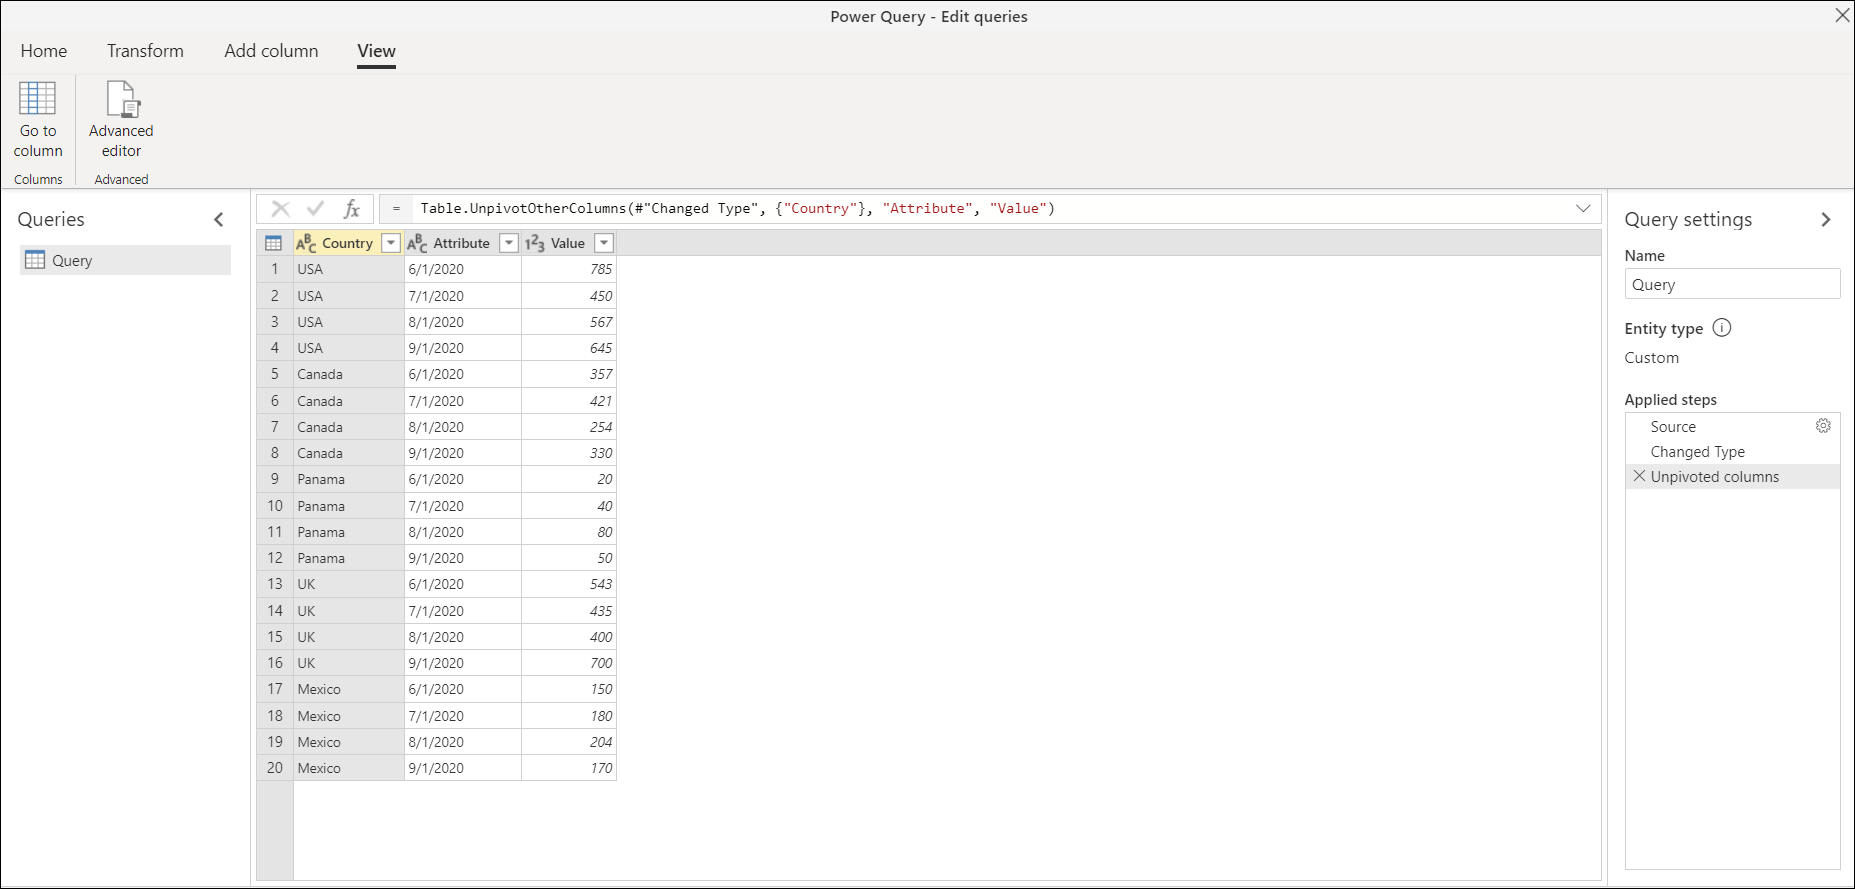 Power Query - Edit queries
Home Transform Add column View
Go to column
Advanced editor
Columns Advanced
Queries
Query
fx = Table.UnpivotOtherColumns(#"Changed Type", {"Country"}, "Attribute", "Value")
ABC Country ABC Attribute 123 Value
1 USA 6/1/2020 785
2 USA 7/1/2020 450
3 USA 8/1/2020 567
4 USA 9/1/2020 645
5 Canada 6/1/2020 357
6 Canada 7/1/2020 421
7 Canada 8/1/2020 254
8 Canada 9/1/2020 330
9 Panama 6/1/2020 20
10 Panama 7/1/2020 40
11 Panama 8/1/2020 80
12 Panama 9/1/2020 50
13 UK 6/1/2020 543
14 UK 7/1/2020 435
15 UK 8/1/2020 400
16 UK 9/1/2020 700
17 Mexico 6/1/2020 150
18 Mexico 7/1/2020 180
19 Mexico 8/1/2020 204
20 Mexico 9/1/2020 170
Query settings
Name
Query
Entity type
Custom
Applied steps
Source
Changed Type
Unpivoted columns